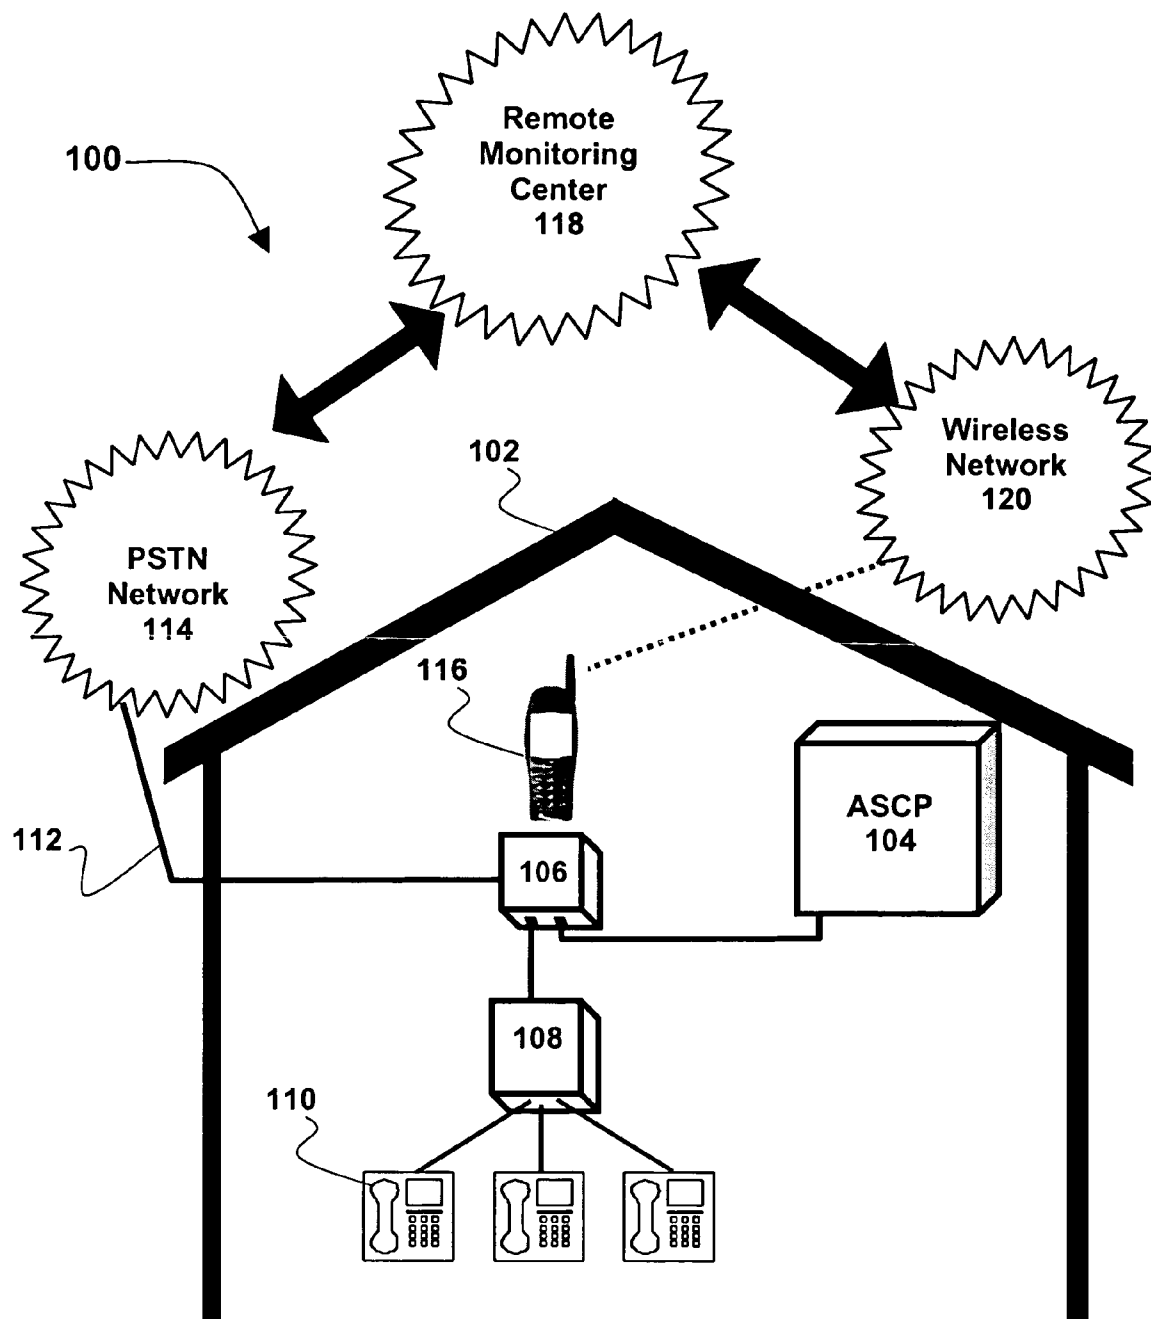 Remote
Monitoring
Center
118
100
102
Wireless
Network
120
PSTN
Network
114
116
ASCP
104
112
106
108
110